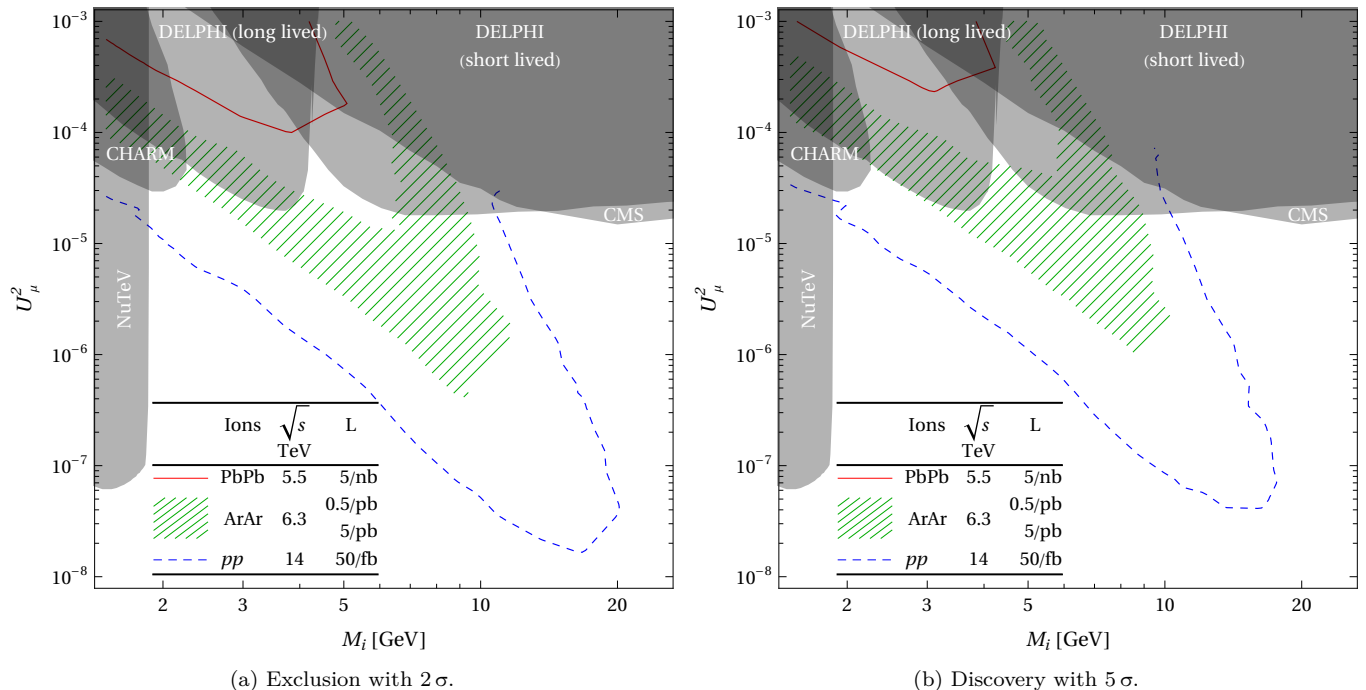 10⁻³
10⁻⁴
10⁻⁵
10⁻⁶
10⁻⁷
10⁻⁸
U²μ
DELPHI (long lived)
DELPHI
(short lived)
CHARM
CMS
NuTeV
Ions √s L
TeV
PbPb 5.5 5/nb
0.5/pb
ArAr 6.3
5/pb
pp 14 50/fb
2 3 5 10 20
Mᵢ [GeV]
(a) Exclusion with 2 σ.
10⁻³
10⁻⁴
10⁻⁵
10⁻⁶
10⁻⁷
10⁻⁸
U²μ
DELPHI (long lived)
DELPHI
(short lived)
CHARM
CMS
NuTeV
Ions √s L
TeV
PbPb 5.5 5/nb
0.5/pb
ArAr 6.3
5/pb
pp 14 50/fb
2 3 5 10 20
Mᵢ [GeV]
(b) Discovery with 5 σ.